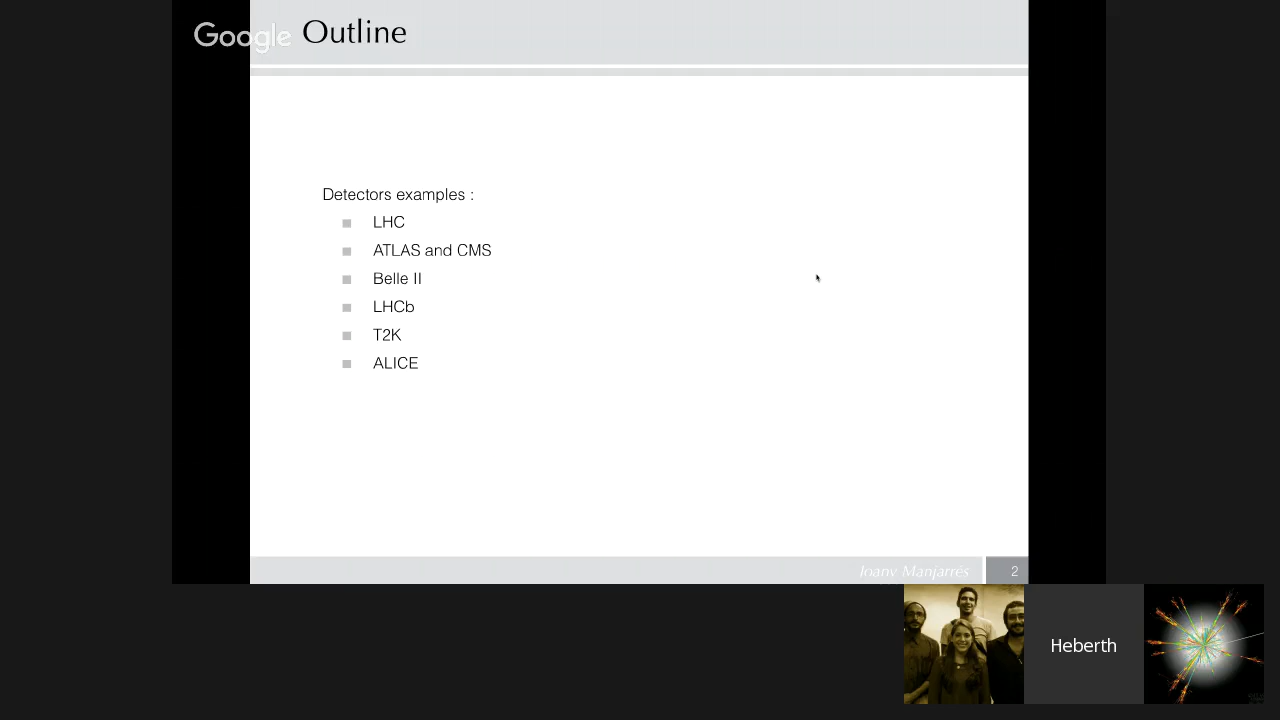 Google
Outline
Detectors examples :
LHC
ATLAS and CMS
Belle II
LHCb
T2K
ALICE
Joany Manjarrés
2
Heberth